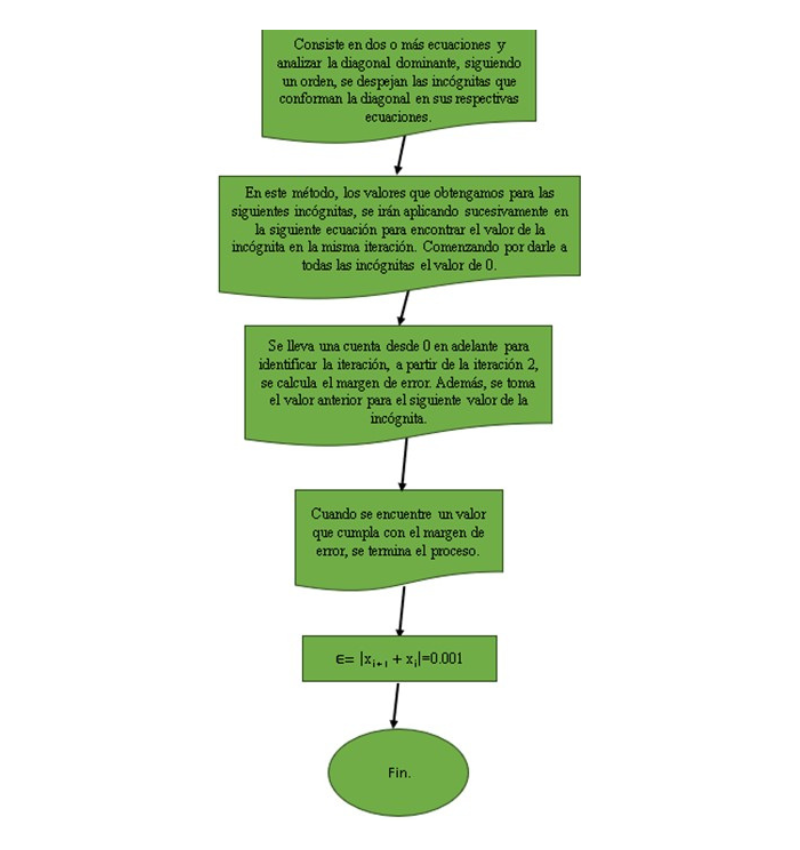 Consiste en dos o más ecuaciones y
analizar la diagonal dominante, siguiendo
un orden, se despejan las incógnitas que
conforman la diagonal en sus respectivas
ecuaciones.
En este método, los valores que obtengamos para las
siguientes incógnitas, se irán aplicando sucesivamente en
la siguiente ecuación para encontrar el valor de la
incógnita en la misma iteración. Comenzando por darle a
todas las incógnitas el valor de 0.
Se lleva una cuenta desde 0 en adelante para
identificar la iteración, a partir de la iteración 2,
se calcula el margen de error. Además, se toma
el valor anterior para el siguiente valor de la
incógnita.
Cuando se encuentre un valor
que cumpla con el margen de
error, se termina el proceso.
ϵ= |xᵢ₊₁ + xᵢ|=0.001
Fin.